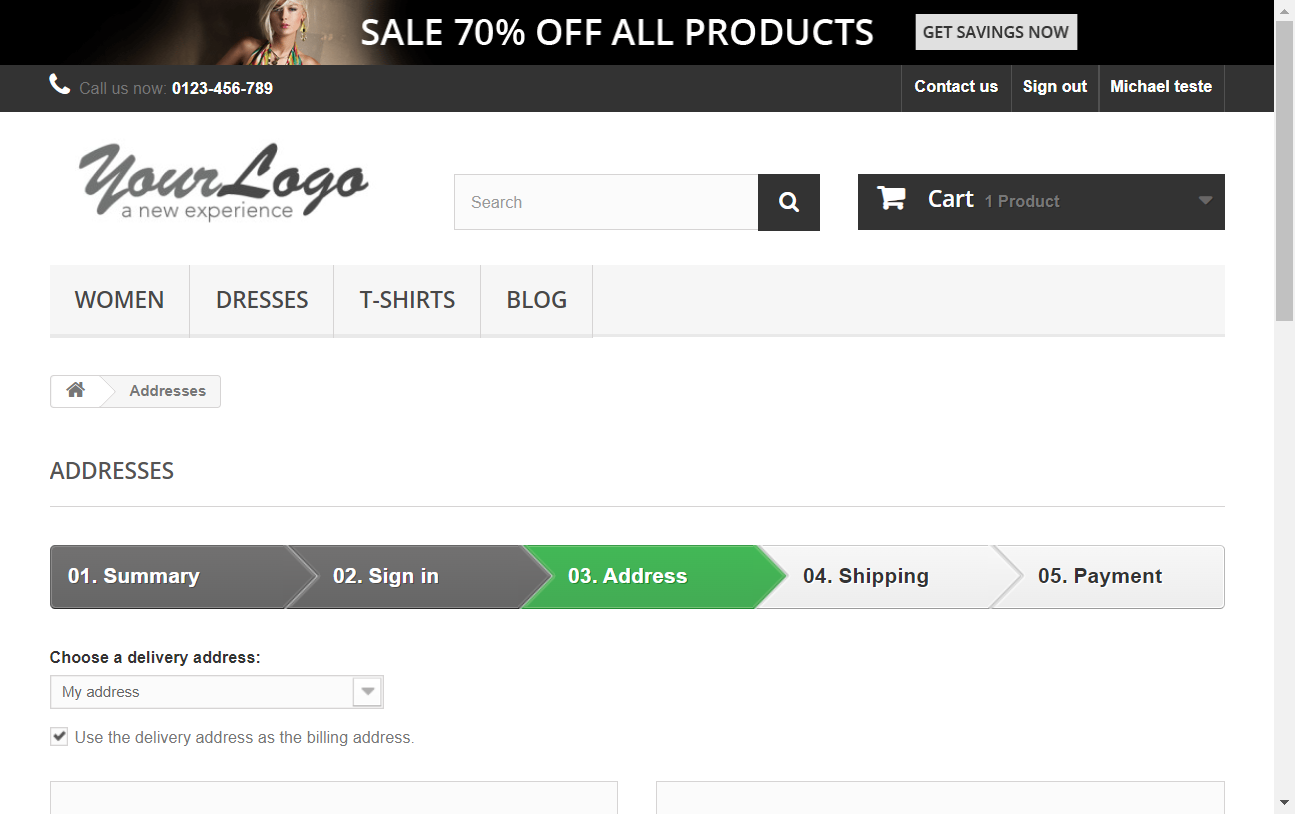 SALE 70% OFF ALL PRODUCTS GET SAVINGS NOW
Call us now: 0123-456-789 Contact us Sign out Michael teste
YourLogo
a new experience
Search
Cart 1 Product
WOMEN DRESSES T-SHIRTS BLOG
Addresses
ADDRESSES
01. Summary 02. Sign in 03. Address 04. Shipping 05. Payment
Choose a delivery address:
My address
Use the delivery address as the billing address.